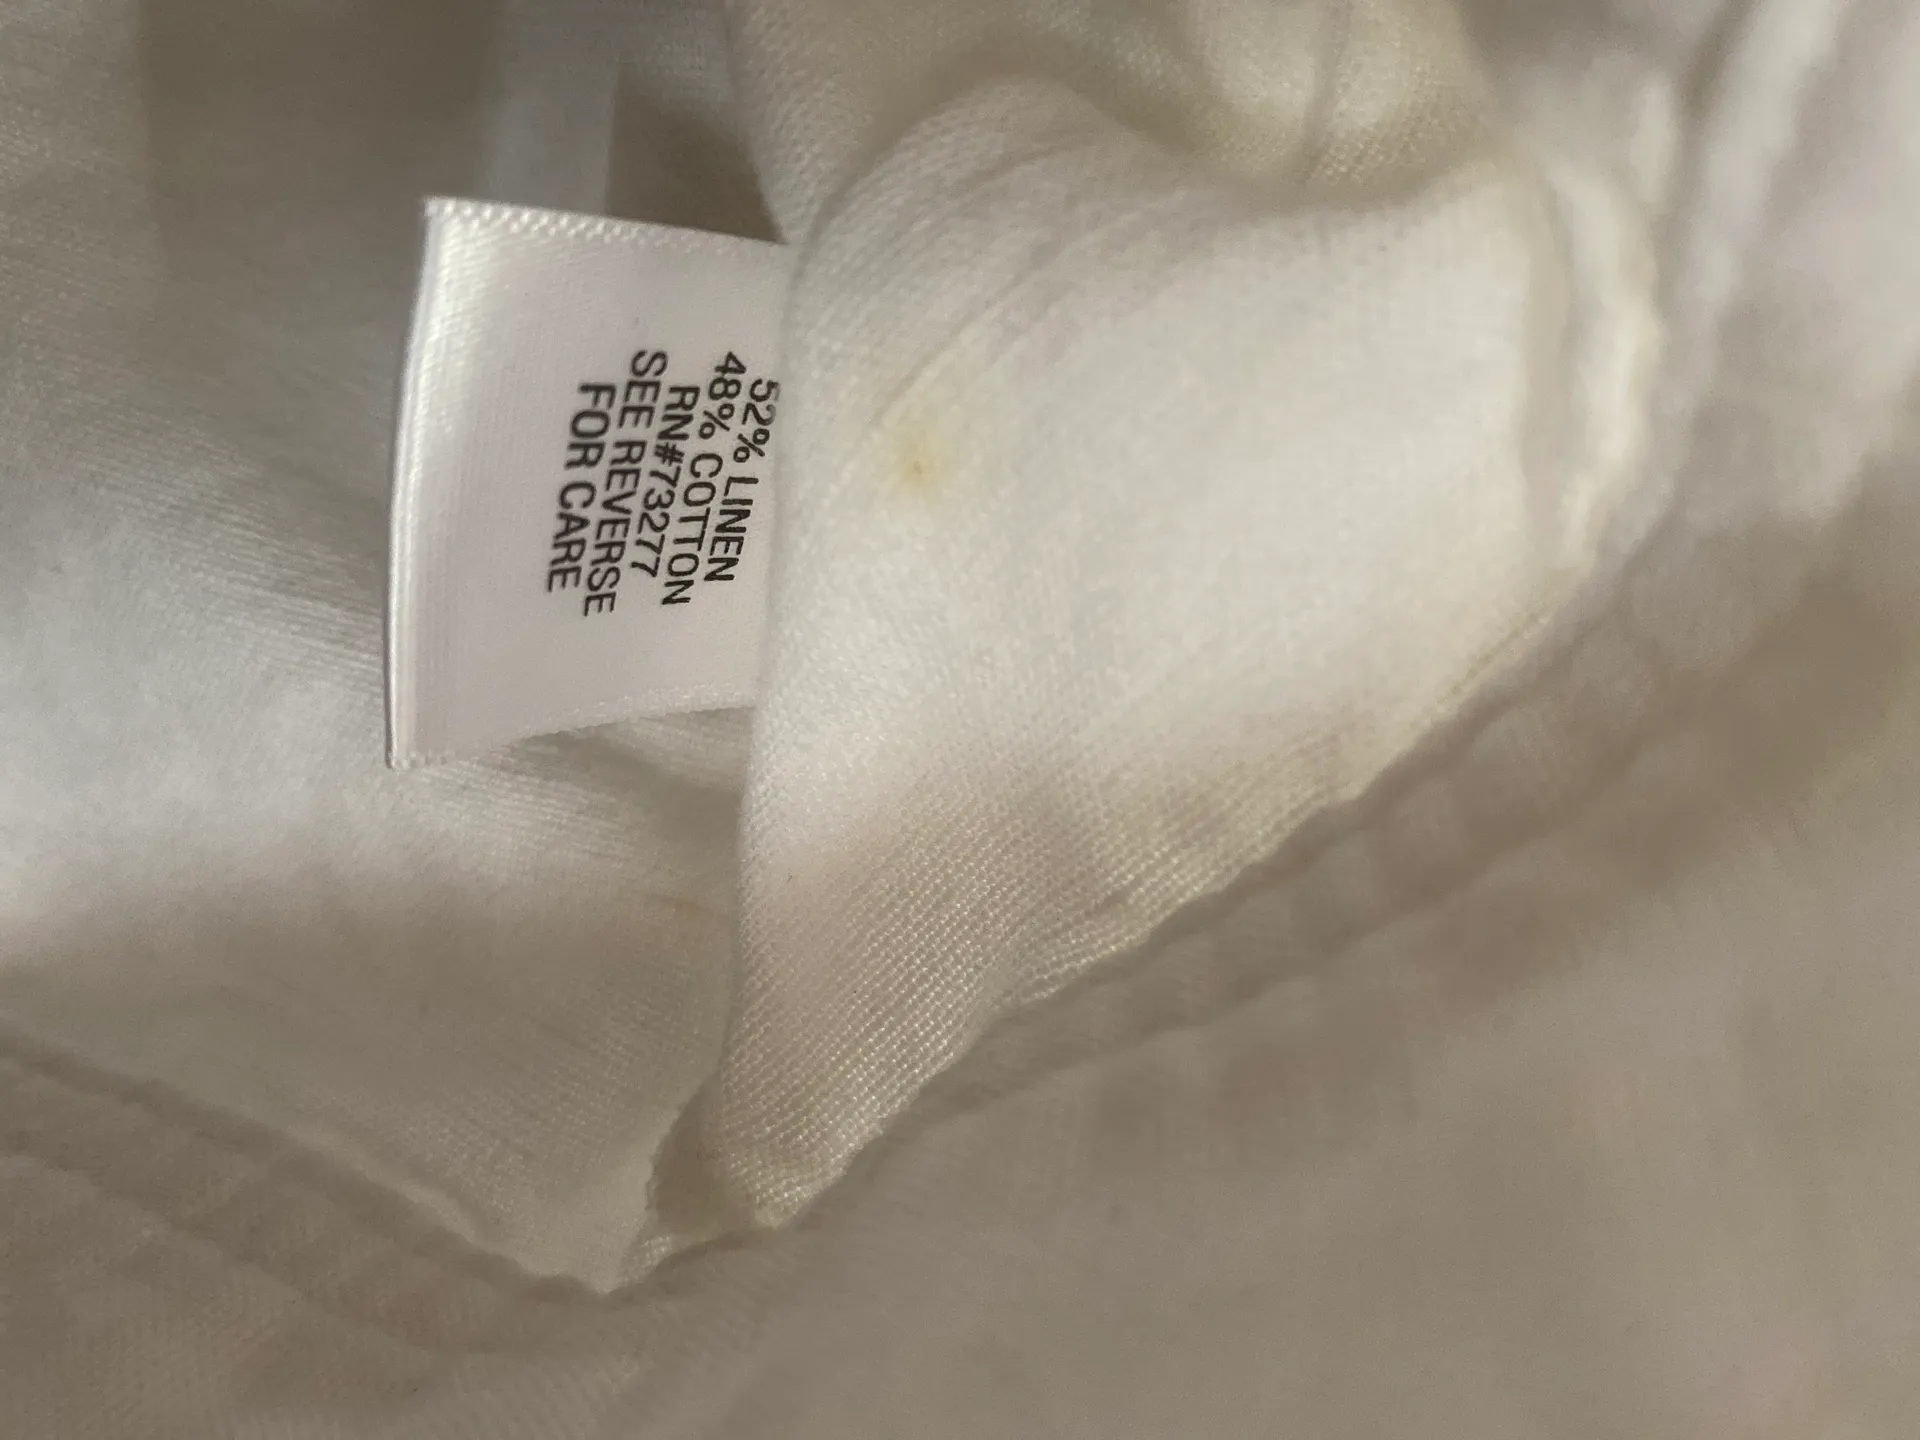 52% LINEN
48% COTTON
RN#73277
SEE REVERSE
FOR CARE